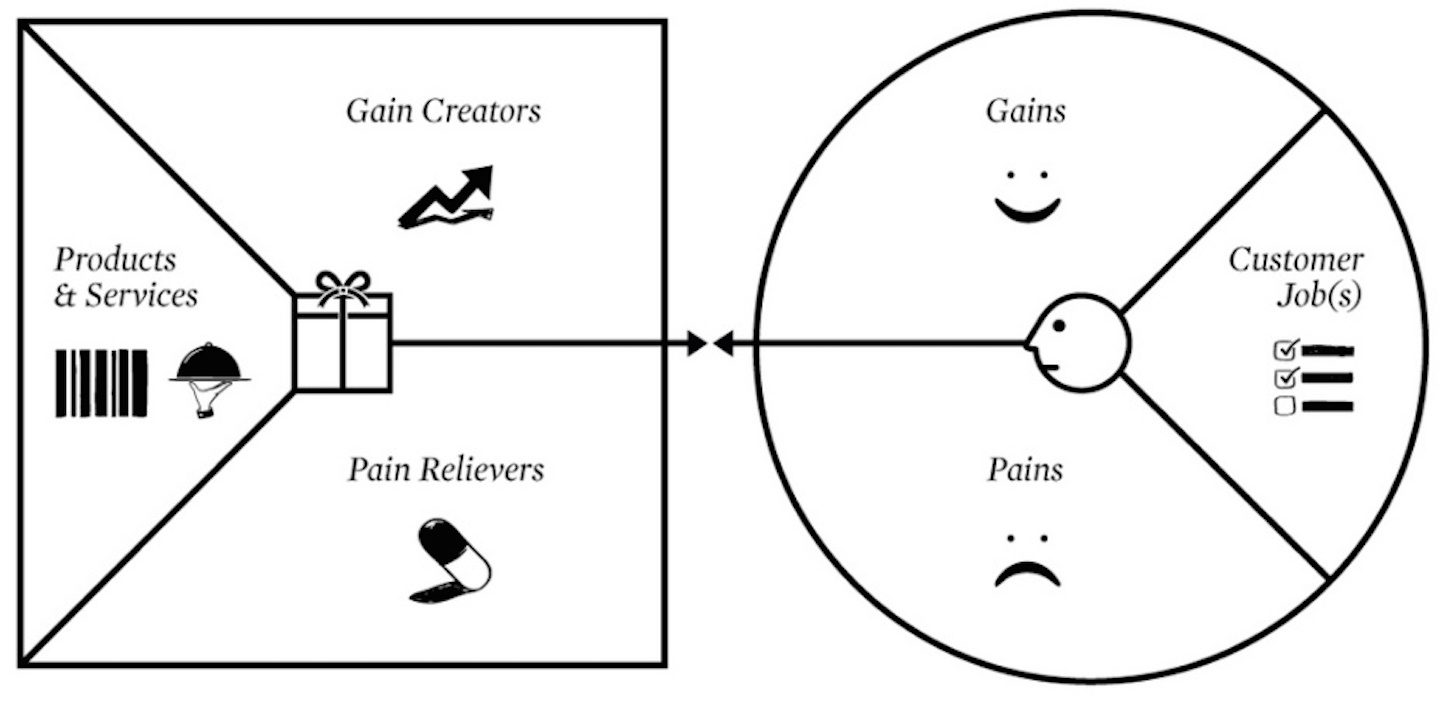 Gain Creators
Products
& Services
Pain Relievers
Gains
Customer
Job(s)
Pains